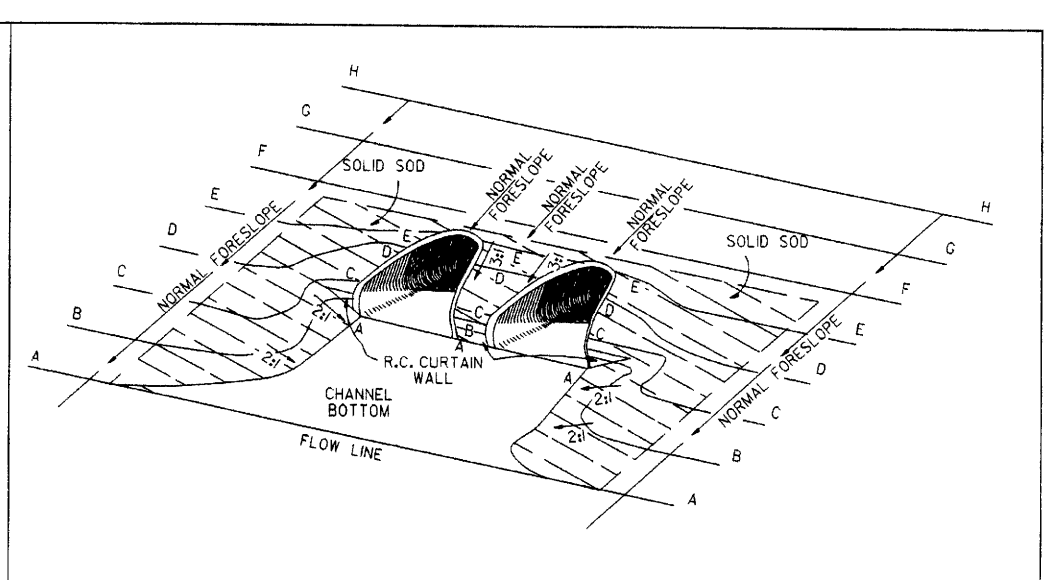 H
G
F
SOLID SOD
NORMAL
FORESLOPE
NORMAL
FORESLOPE
NORMAL
FORESLOPE
E
H
D
E
E
SOLID SOD
G
D
3:1
E
3:1
C
NORMAL FORESLOPE
C
D
E
F
B
2:1
C
D
A
A
B
A
C
E
2:1
R.C. CURTAIN
WALL
A
NORMAL FORESLOPE
D
CHANNEL
BOTTOM
2:1
C
FLOW LINE
2:1
B
A